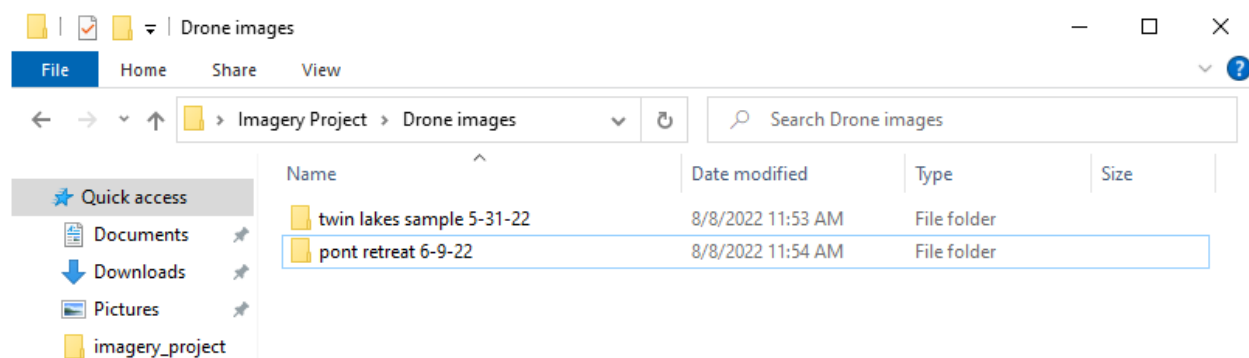 Drone images
File Home Share View
Imagery Project Drone images Search Drone images
Name Date modified Type Size
Quick access
twin lakes sample 5-31-22 8/8/2022 11:53 AM File folder
Documents
pont retreat 6-9-22 8/8/2022 11:54 AM File folder
Downloads
Pictures
imagery_project